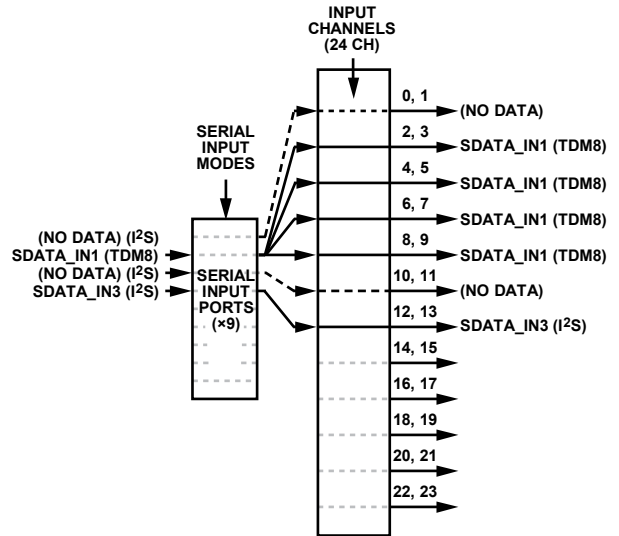 INPUT
CHANNELS
(24 CH)
SERIAL
INPUT
MODES
(NO DATA) (I²S)
SDATA_IN1 (TDM8)
(NO DATA) (I²S)
SDATA_IN3 (I²S)
SERIAL
INPUT
PORTS
(×9)
0, 1
(NO DATA)
2, 3
SDATA_IN1 (TDM8)
4, 5
SDATA_IN1 (TDM8)
6, 7
SDATA_IN1 (TDM8)
8, 9
SDATA_IN1 (TDM8)
10, 11
(NO DATA)
12, 13
SDATA_IN3 (I²S)
14, 15
16, 17
18, 19
20, 21
22, 23